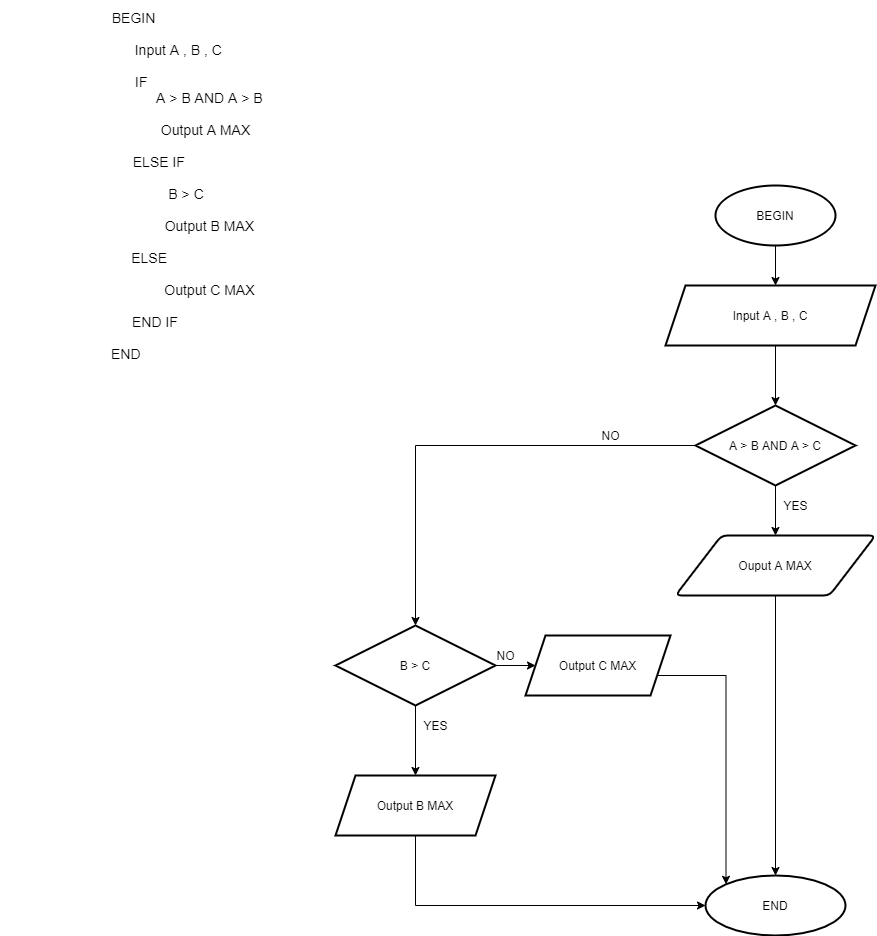 BEGIN
Input A , B , C
IF
A > B AND A > B
Output A MAX
ELSE IF
B > C
Output B MAX
ELSE
Output C MAX
END IF
END
BEGIN
Input A , B , C
A > B AND A > C
NO
YES
Ouput A MAX
B > C
NO
Output C MAX
YES
Output B MAX
END